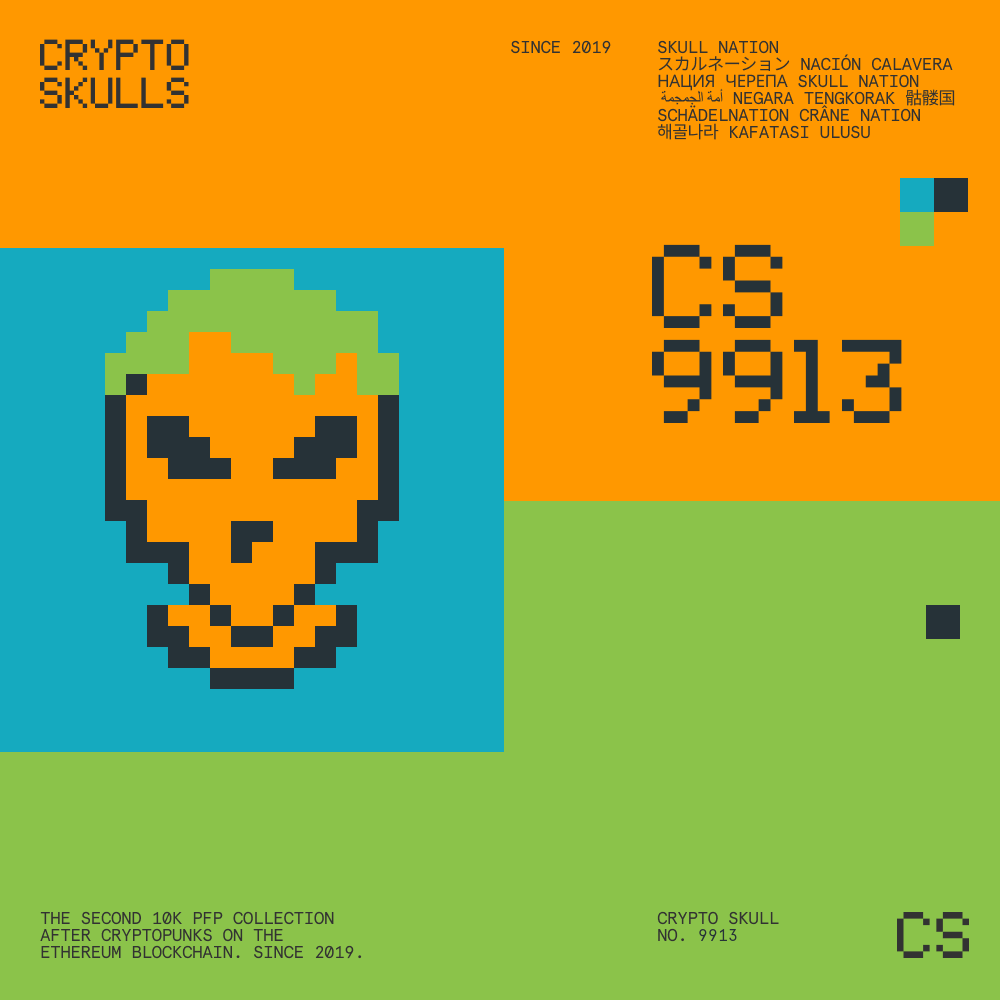 CRYPTO
SKULLS
SINCE 2019
SKULL NATION
スカルネーション NACIÓN CALAVERA
НАЦИЯ ЧЕРЕПА SKULL NATION
أمة الجمجمة NEGARA TENGKORAK 骷髅国
SCHÄDELNATION CRÂNE NATION
해골나라 KAFATASI ULUSU
CS
9913
THE SECOND 10K PFP COLLECTION
AFTER CRYPTOPUNKS ON THE
ETHEREUM BLOCKCHAIN. SINCE 2019.
CRYPTO SKULL
NO. 9913
CS